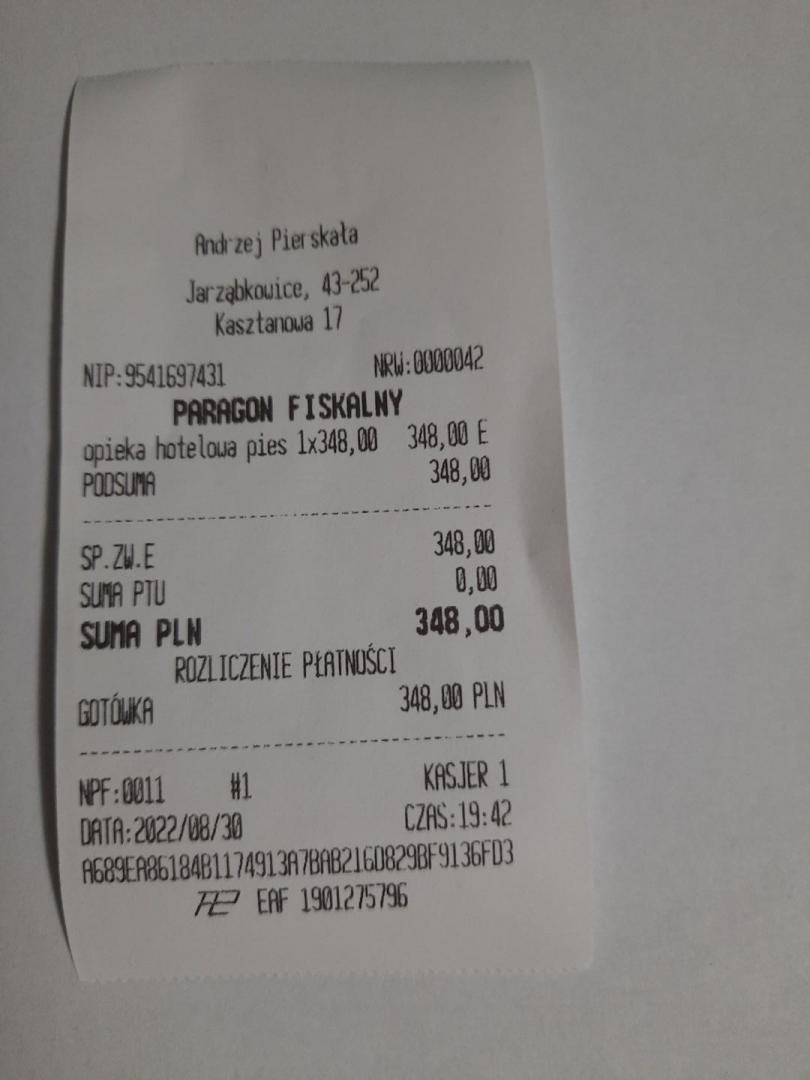 Andrzej Pierskała
Jarząbkowice, 43-252
Kasztanowa 17
NIP:9541697431 NRW:0000042
PARAGON FISKALNY
opieka hotelowa pies 1x348,00 348,00 E
PODSUMA 348,00
SP.ZW.E 348,00
SUMA PTU 0,00
SUMA PLN 348,00
ROZLICZENIE PŁATNOŚCI
GOTÓWKA 348,00 PLN
NPF:0011 #1 KASJER 1
DATA:2022/08/30 CZAS:19:42
A689EA86184B1174913A7BAB216D829BF9136FD3
EAF 1901275796